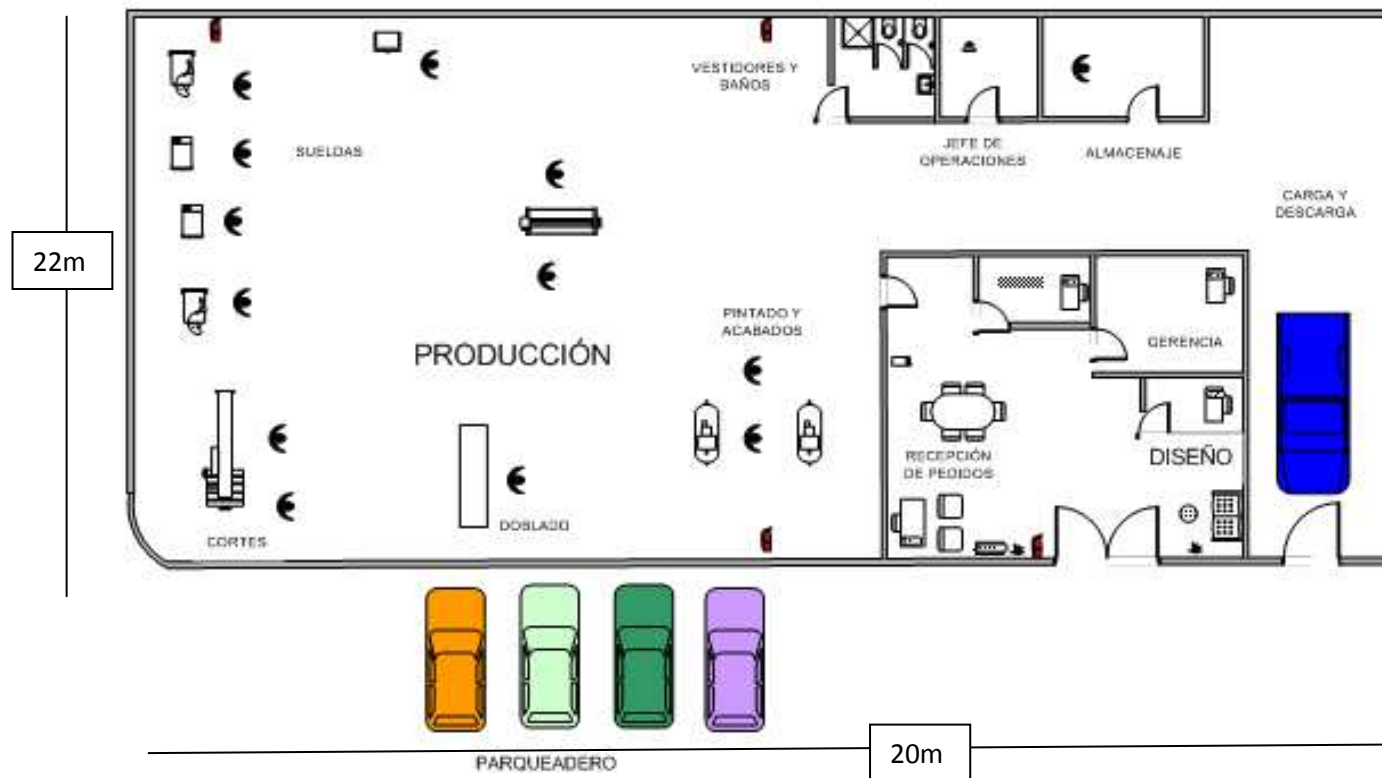 VESTIDORES Y
BAÑOS
SUELDAS
JEFE DE
OPERACIONES
ALMACENAJE
CARGA Y
DESCARGA
22m
PINTADO Y
ACABADOS
PRODUCCIÓN
GERENCIA
RECEPCIÓN
DE PEDIDOS
DISEÑO
DOBLADO
CORTES
20m
PARQUEADERO